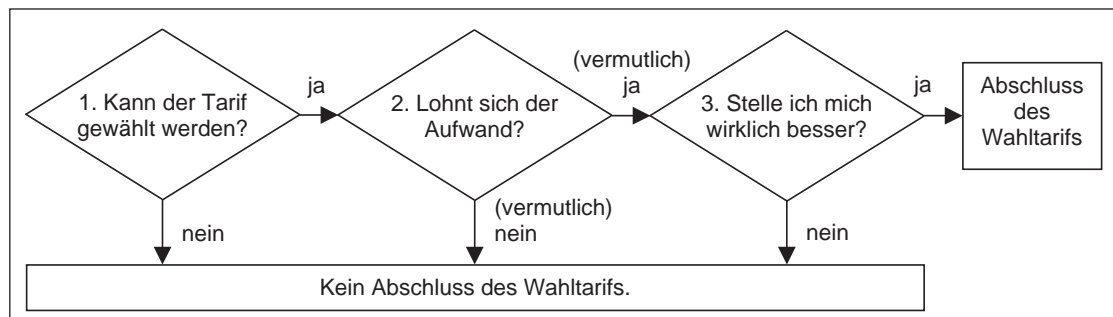 1. Kann der Tarif
gewählt werden?
ja
2. Lohnt sich der
Aufwand?
(vermutlich)
ja
3. Stelle ich mich
wirklich besser?
ja
Abschluss
des
Wahltarifs
nein
(vermutlich)
nein
nein
Kein Abschluss des Wahltarifs.